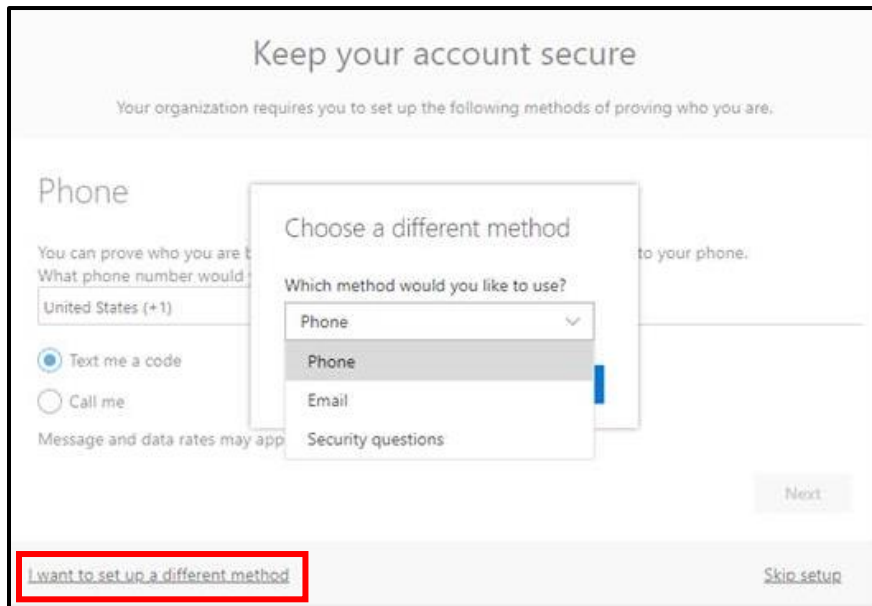 Keep your account secure
Your organization requires you to set up the following methods of proving who you are.
Phone
You can prove who you are b
to your phone.
What phone number would
United States (+1)
Text me a code
Call me
Message and data rates may app
Choose a different method
Which method would you like to use?
Phone
Phone
Email
Security questions
Next
I want to set up a different method
Skip setup